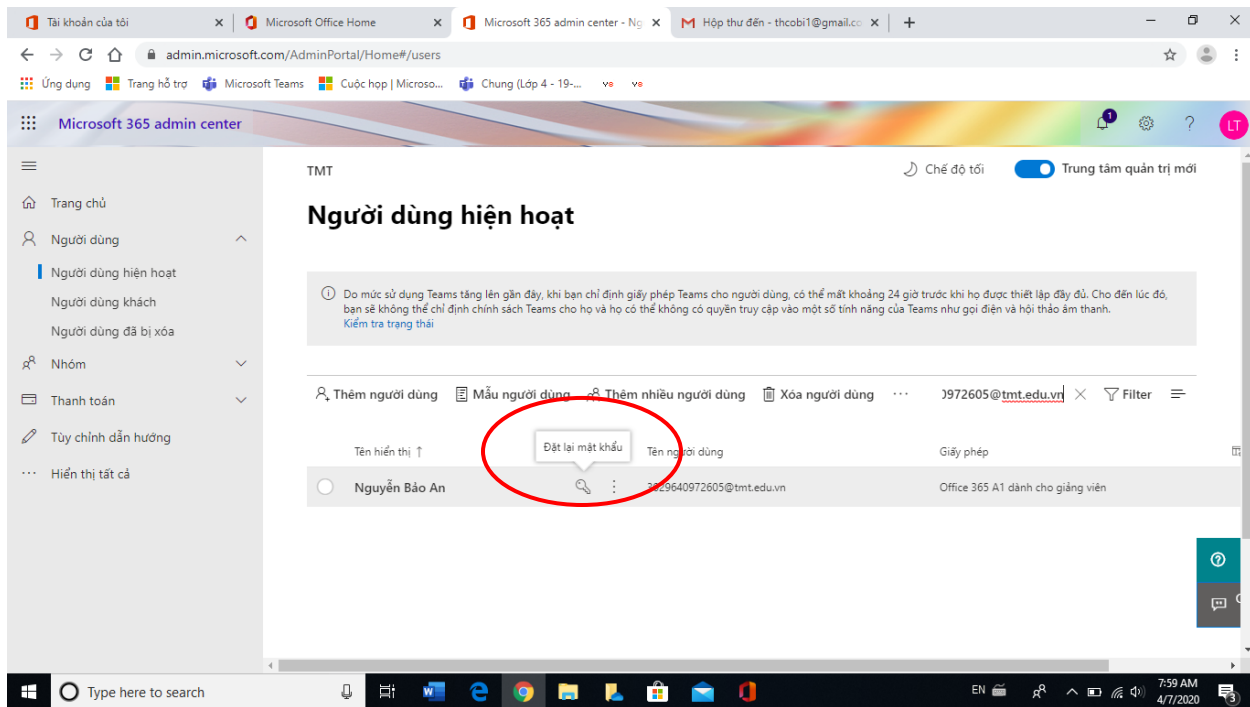 Tài khoản của tôi
Microsoft Office Home
Microsoft 365 admin center - Ng
Hộp thư đến - thcobi1@gmail.co
admin.microsoft.com/AdminPortal/Home#/users
Ứng dụng Trang hỗ trợ Microsoft Teams Cuộc họp | Microso... Chung (Lớp 4 - 19-...
Microsoft 365 admin center
1
LT
TMT
Chế độ tối
Trung tâm quản trị mới
Trang chủ
Người dùng
Người dùng hiện hoạt
Người dùng khách
Người dùng đã bị xóa
Nhóm
Thanh toán
Tùy chỉnh dẫn hướng
Hiển thị tất cả
Người dùng hiện hoạt
Do mức sử dụng Teams tăng lên gần đây, khi bạn chỉ định giấy phép Teams cho người dùng, có thể mất khoảng 24 giờ trước khi họ được thiết lập đầy đủ. Cho đến lúc đó,
bạn sẽ không thể chỉ định chính sách Teams cho họ và họ có thể không có quyền truy cập vào một số tính năng của Teams như gọi điện và hội thảo âm thanh.
Kiểm tra trạng thái
Thêm người dùng Mẫu người dùng Thêm nhiều người dùng Xóa người dùng ... 0972605@tmt.edu.vn Filter
Đặt lại mật khẩu
Tên hiển thị ↑ Tên người dùng Giấy phép
Nguyễn Bảo An 3029640972605@tmt.edu.vn Office 365 A1 dành cho giảng viên
Type here to search
EN
7:59 AM
4/7/2020
3